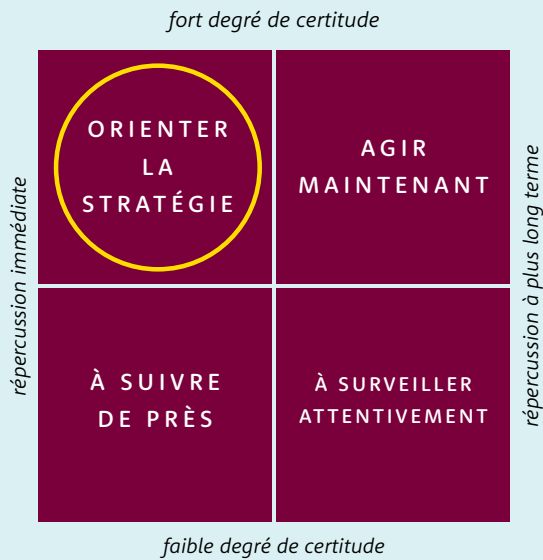 fort degré de certitude
répercussion immédiate
ORIENTER
LA
STRATÉGIE
AGIR
MAINTENANT
répercussion à plus long terme
À SUIVRE
DE PRÈS
À SURVEILLER
ATTENTIVEMENT
faible degré de certitude